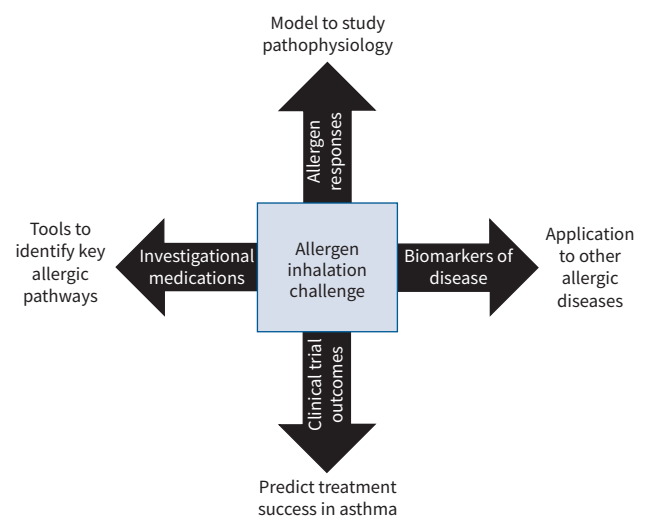 Model to study
pathophysiology
Allergen
responses
Tools to
identify key
allergic
pathways
Investigational
medications
Allergen
inhalation
challenge
Biomarkers of
disease
Application
to other
allergic
diseases
Clinical trial
outcomes
Predict treatment
success in asthma